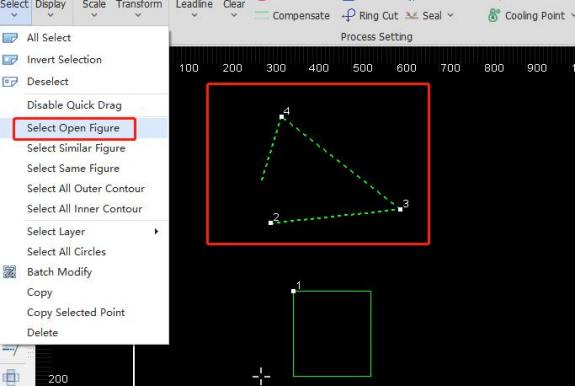 Select Display Scale Transform Leadline Clear Compensate Ring Cut Seal Cooling Point
Process Setting
All Select
Invert Selection
Deselect
Disable Quick Drag
Select Open Figure
Select Similar Figure
Select Same Figure
Select All Outer Contour
Select All Inner Contour
Select Layer
Select All Circles
Batch Modify
Copy
Copy Selected Point
Delete
100 200 300 400 500 600 700 800 900
4
3
2
1
200